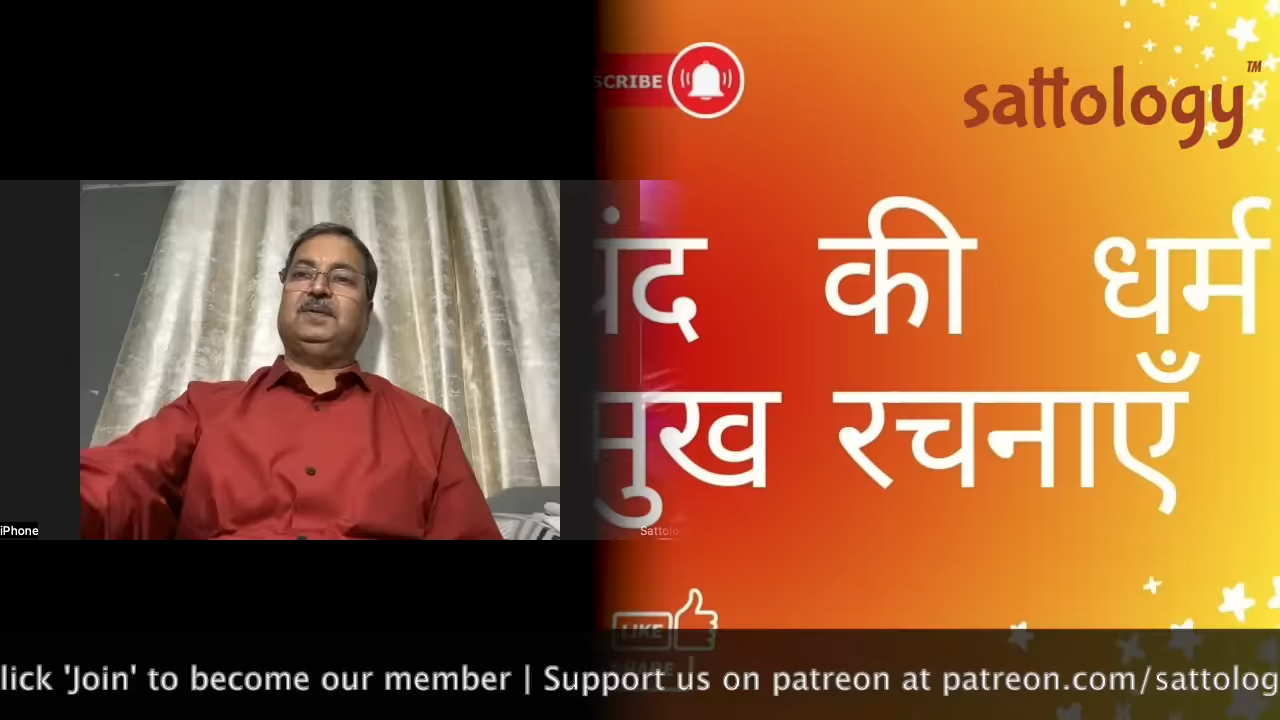 SCRIBE
sattology™
की धर्म
रचनाएँ
iPhone
LIKE
lick 'Join' to become our member | Support us on patreon at patreon.com/sattolog